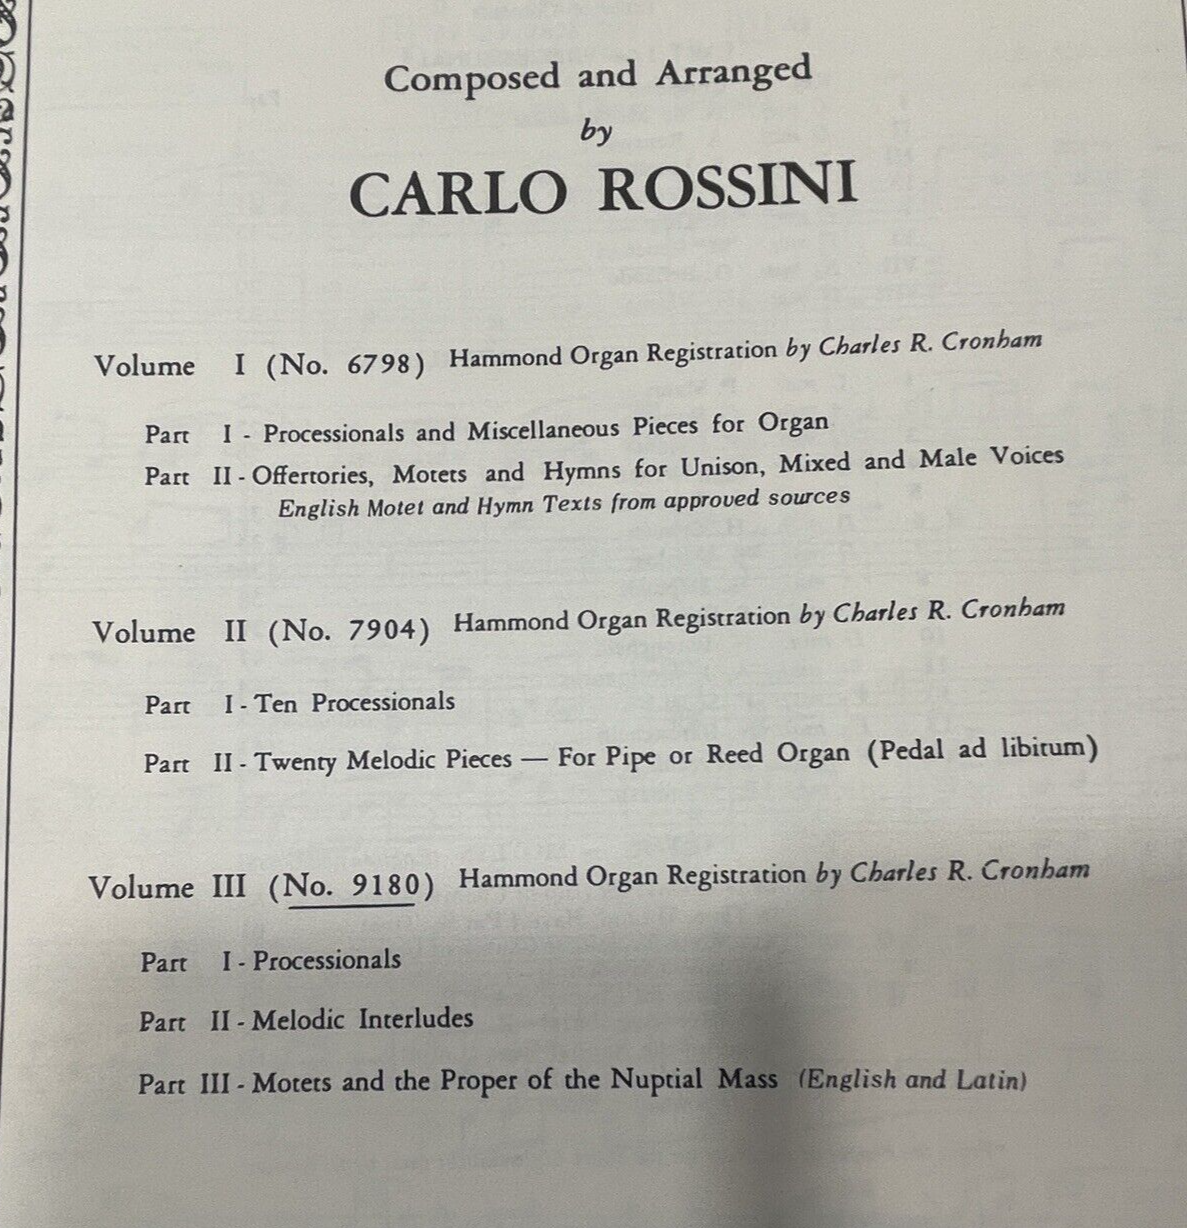 Composed and Arranged
by
CARLO ROSSINI
Volume I (No. 6798) Hammond Organ Registration by Charles R. Cronham
Part I - Processionals and Miscellaneous Pieces for Organ
Part II - Offertories, Motets and Hymns for Unison, Mixed and Male Voices
English Motet and Hymn Texts from approved sources
Volume II (No. 7904) Hammond Organ Registration by Charles R. Cronham
Part I - Ten Processionals
Part II - Twenty Melodic Pieces — For Pipe or Reed Organ (Pedal ad libitum)
Volume III (No. 9180) Hammond Organ Registration by Charles R. Cronham
Part I - Processionals
Part II - Melodic Interludes
Part III - Motets and the Proper of the Nuptial Mass (English and Latin)